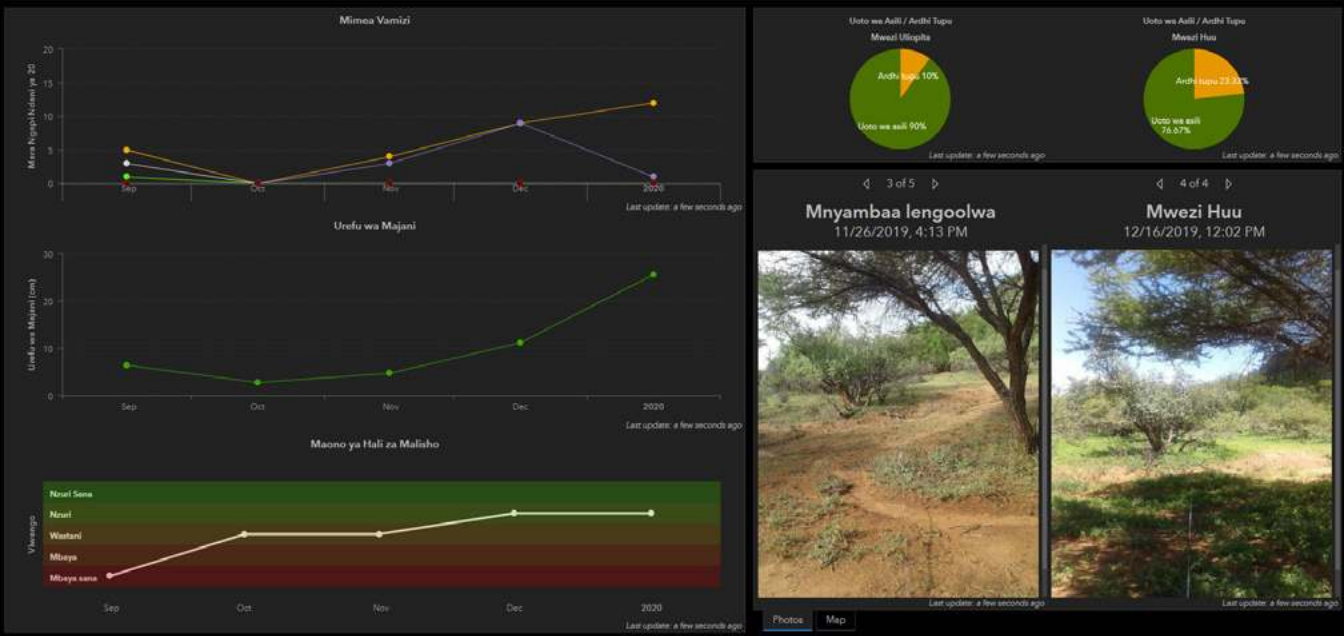 Mimea Vamizi
Mara Ngapi Ndani ya 20
20
15
10
5
0
Sep
Oct
Nov
Dec
2020
Last update: a few seconds ago
Urefu wa Majani
Urefu wa Majani (cm)
30
20
10
0
Sep
Oct
Nov
Dec
2020
Last update: a few seconds ago
Maono ya Hali za Malisho
Viwango
Nzuri Sana
Nzuri
Wastani
Mbaya
Mbaya sana
Sep
Oct
Nov
Dec
2020
Last update: a few seconds ago
Uoto wa Asili / Ardhi Tupu
Mwezi Uliopita
Ardhi tupu 10%
Uoto wa asili 90%
Last update: a few seconds ago
Uoto wa Asili / Ardhi Tupu
Mwezi Huu
Ardhi tupu 23.33%
Uoto wa asili
76.67%
Last update: a few seconds ago
3 of 5
Mnyambaa lengoolwa
11/26/2019, 4:13 PM
Last update: a few seconds ago
4 of 4
Mwezi Huu
12/16/2019, 12:02 PM
Last update: a few seconds ago
Photos
Map